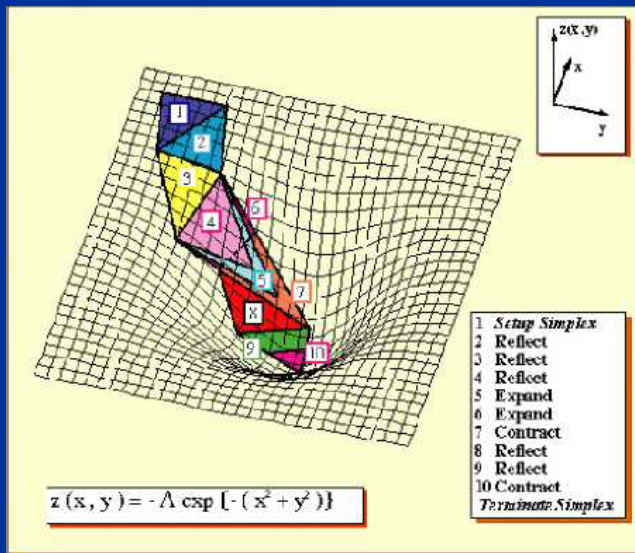 z(x,y)
x
y
1
2
3
4
6
5
7
8
9
10
1 Setup Simplex
2 Reflect
3 Reflect
4 Reflect
5 Expand
6 Expand
7 Contract
8 Reflect
9 Reflect
10 Contract
Terminate Simplex
z ( x , y ) = - A exp [ - ( x² + y² ) ]